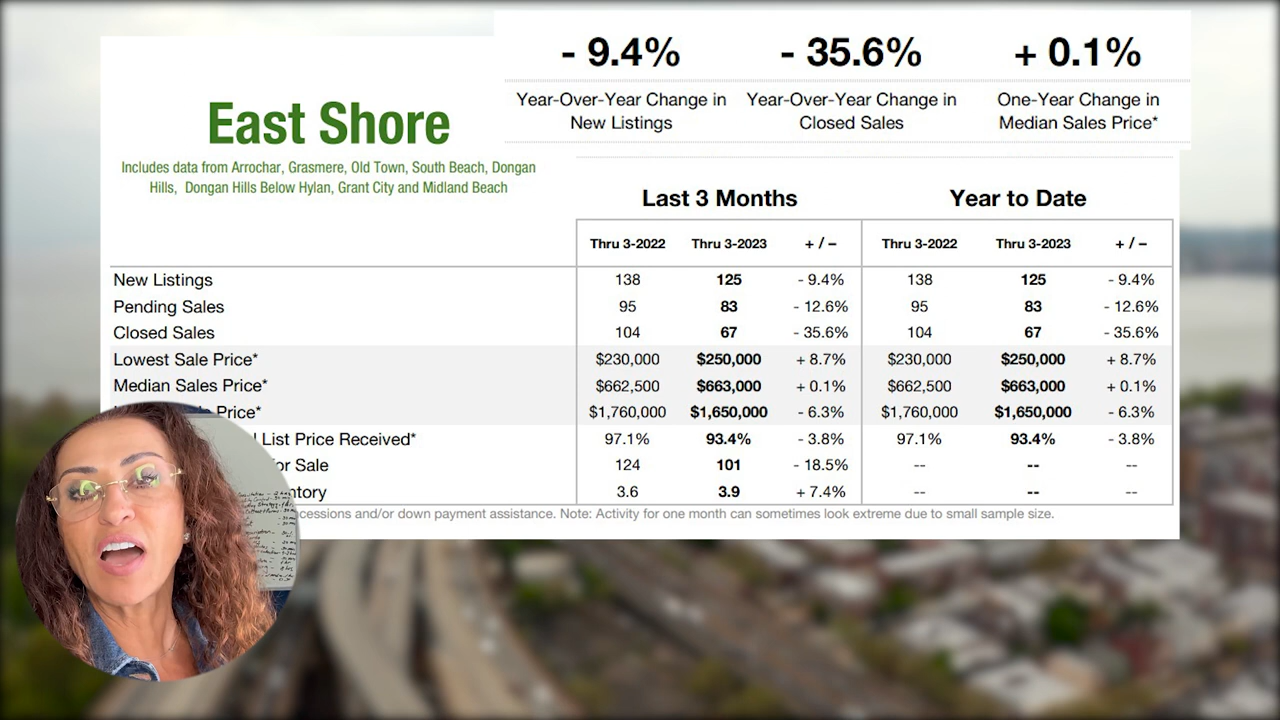 - 9.4%
- 35.6%
+ 0.1%
Year-Over-Year Change in
New Listings
Year-Over-Year Change in
Closed Sales
One-Year Change in
Median Sales Price*
East Shore
Includes data from Arrochar, Grasmere, Old Town, South Beach, Dongan
Hills, Dongan Hills Below Hylan, Grant City and Midland Beach
Last 3 Months
Year to Date
Thru 3-2022 Thru 3-2023 + / – Thru 3-2022 Thru 3-2023 + / –
New Listings 138 125 - 9.4% 138 125 - 9.4%
Pending Sales 95 83 - 12.6% 95 83 - 12.6%
Closed Sales 104 67 - 35.6% 104 67 - 35.6%
Lowest Sale Price* $230,000 $250,000 + 8.7% $230,000 $250,000 + 8.7%
Median Sales Price* $662,500 $663,000 + 0.1% $662,500 $663,000 + 0.1%
Price* $1,760,000 $1,650,000 - 6.3% $1,760,000 $1,650,000 - 6.3%
List Price Received* 97.1% 93.4% - 3.8% 97.1% 93.4% - 3.8%
for Sale 124 101 - 18.5% -- -- --
ntory 3.6 3.9 + 7.4% -- -- --
cessions and/or down payment assistance. Note: Activity for one month can sometimes look extreme due to small sample size.